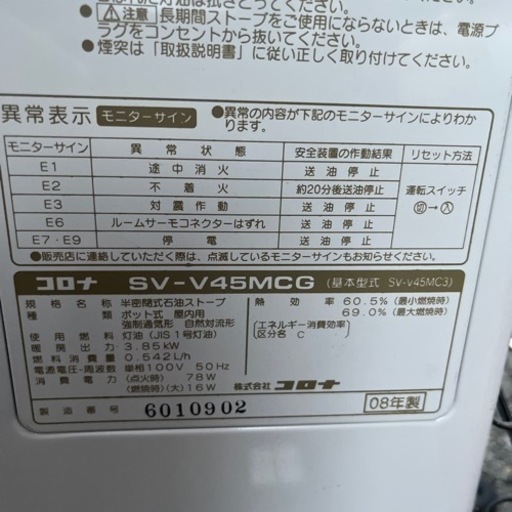 ⚠注意 長期間ストーブをご使用にならないときは、電源プ
ラグをコンセントから抜いてください。
●煙突は「取扱説明書」に従い正しく取り付けてください。
異常表示 モニターサイン ●異常の内容が下記のモニターサインによりわか
ります。
モニターサイン 異常状態 安全装置の作動結果 リセット方法
E1 途中消火 送油停止
E2 不着火 約20分後送油停止 運転スイッチ
E3 対震作動 送油停止 切→入
E6 ルームサーモコネクターはずれ 送油停止
E7・E9 停電 送油停止
●販売店に連絡していただく際は、点滅しているモニターサインもお知らせください。
コロナ SV-V45MCG (基本型式 SV-V45MC3)
規格名称 半密閉式石油ストーブ 熱効率 60.5% (最小燃焼時)
種類 ポット式 屋内用 69.0% (最大燃焼時)
強制通気形 自然対流形 [エネルギー消費効率]
使用燃料 灯油 (JIS1号灯油) 区分名 C
暖房出力 3.85kW
燃料消費量 0.542L/h
電源電圧・周波数 単相100V 50Hz
消費電力 (点火時) 78W
(燃焼時)(大)16W 株式会社 コロナ
製造番号 6010902 08年製